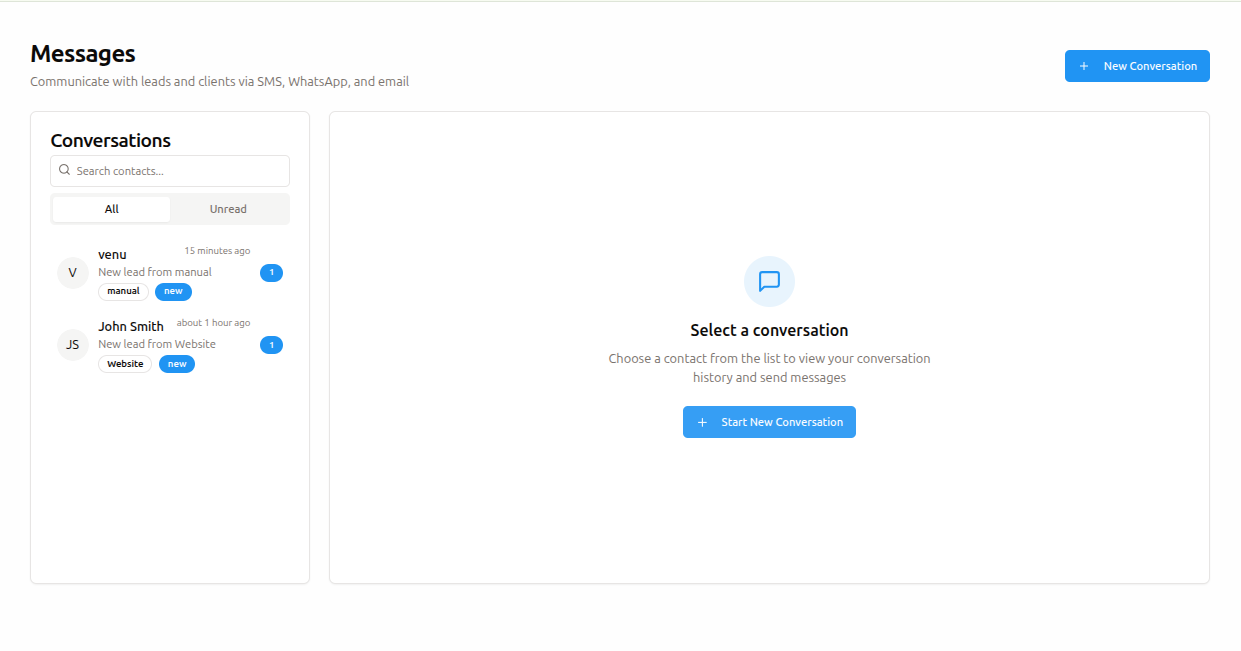 Messages
Communicate with leads and clients via SMS, WhatsApp, and email
New Conversation
Conversations
Search contacts...
All
Unread
V
venu
15 minutes ago
New lead from manual
1
manual
new
JS
John Smith
about 1 hour ago
New lead from Website
1
Website
new
Select a conversation
Choose a contact from the list to view your conversation
history and send messages
Start New Conversation